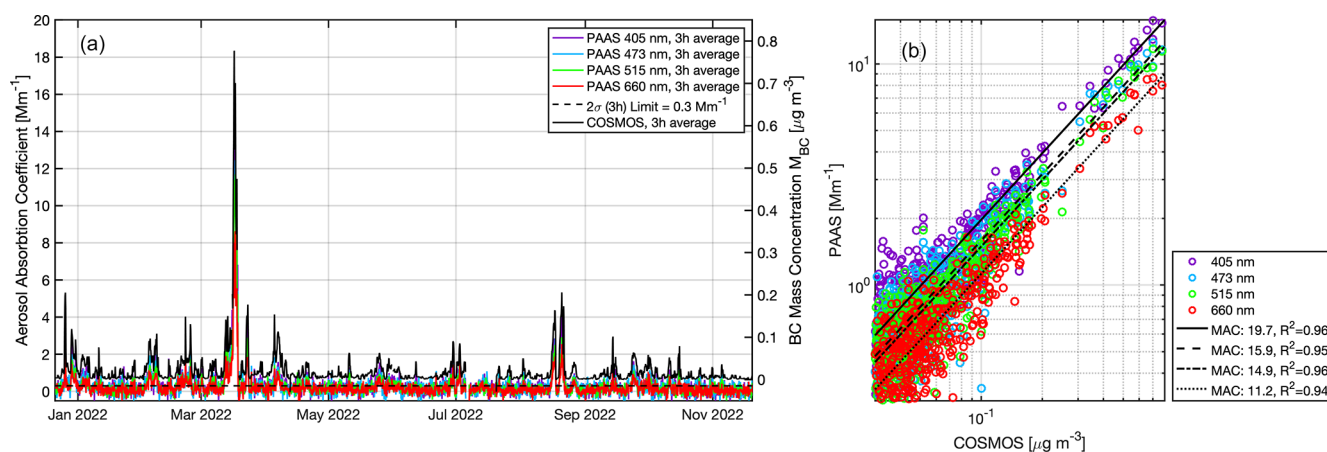 (a)
Aerosol Absorbtion Coefficient [Mm⁻¹]
20
18
16
14
12
10
8
6
4
2
0
Jan 2022
Mar 2022
May 2022
Jul 2022
Sep 2022
Nov 2022
PAAS 405 nm, 3h average
PAAS 473 nm, 3h average
PAAS 515 nm, 3h average
PAAS 660 nm, 3h average
2σ (3h) Limit = 0.3 Mm⁻¹
COSMOS, 3h average
0.8
0.7
0.6
0.5
0.4
0.3
0.2
0.1
0
BC Mass Concentration M_BC [μg m⁻³]
(b)
PAAS [Mm⁻¹]
10¹
10⁰
10⁻¹
COSMOS [μg m⁻³]
405 nm
473 nm
515 nm
660 nm
MAC: 19.7, R²=0.96
MAC: 15.9, R²=0.95
MAC: 14.9, R²=0.96
MAC: 11.2, R²=0.94